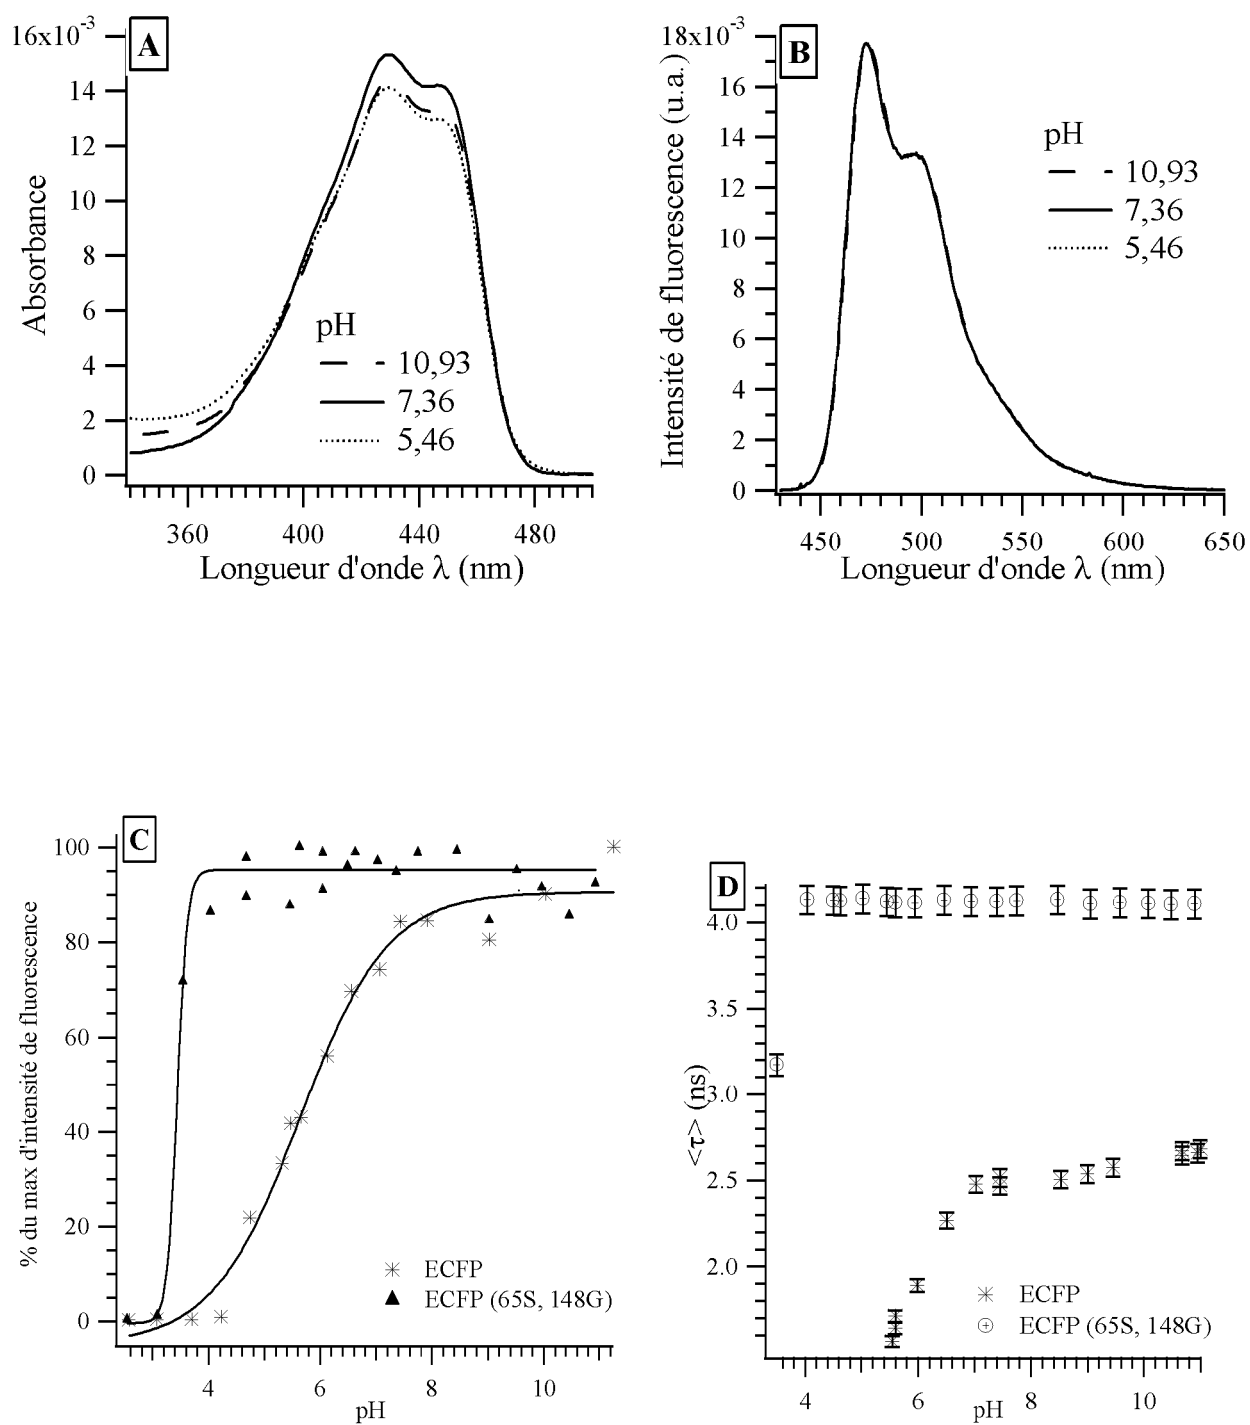 A
16x10-3
14
12
10
8
6
4
2
0
Absorbance
pH
10,93
7,36
5,46
360
400
440
480
Longueur d'onde λ (nm)
B
18x10-3
16
14
12
10
8
6
4
2
0
Intensité de fluorescence (u.a.)
pH
10,93
7,36
5,46
450
500
550
600
650
Longueur d'onde λ (nm)
C
100
80
60
40
20
0
% du max d'intensité de fluorescence
ECFP
ECFP (65S, 148G)
4
6
8
10
pH
D
4.0
3.5
3.0
2.5
2.0
<τ> (ns)
ECFP
ECFP (65S, 148G)
4
6
8
10
pH